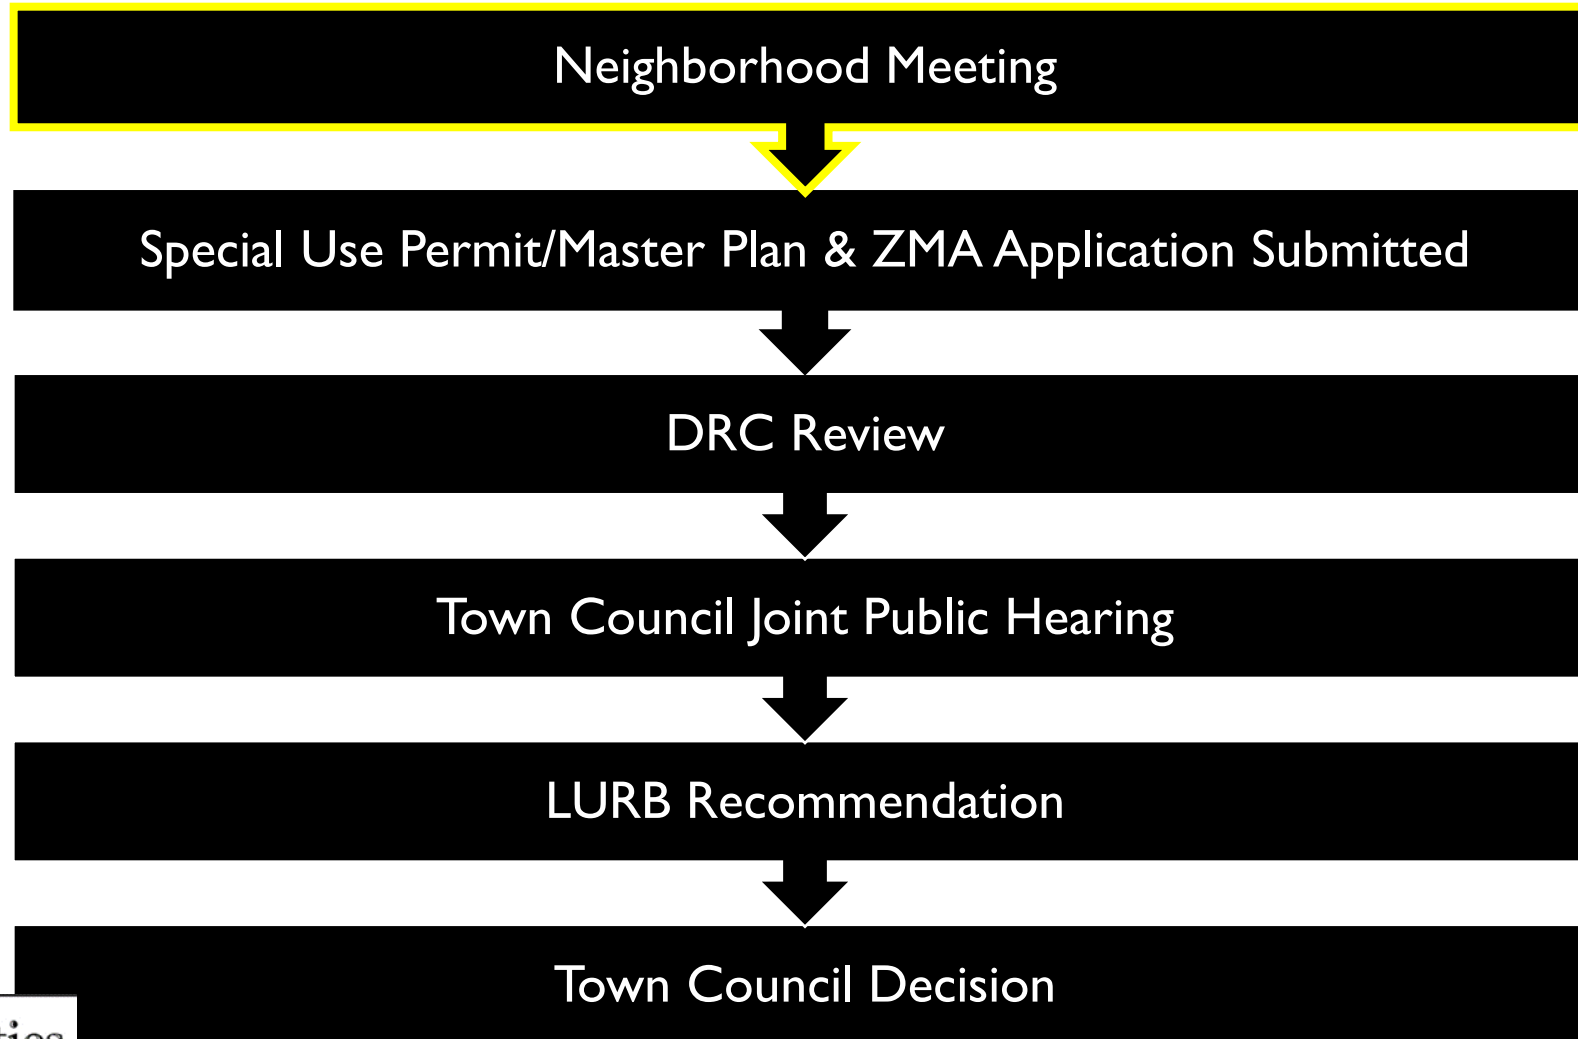 Neighborhood Meeting
Special Use Permit/Master Plan & ZMA Application Submitted
DRC Review
Town Council Joint Public Hearing
LURB Recommendation
Town Council Decision